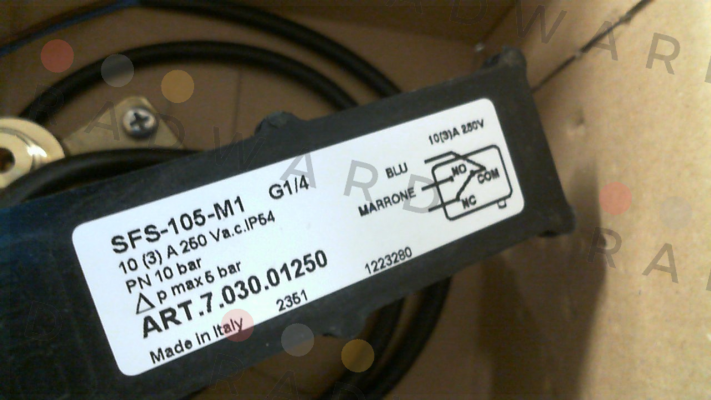 SFS-105-M1 G1/4
10 (3) A 250 Va.c.IP54
PN 10 bar
Δ p max 6 bar
ART.7.030.01250
Made in Italy 2351 1223280
10(3)A 250V
BLU
NO
COM
MARRONE
NC